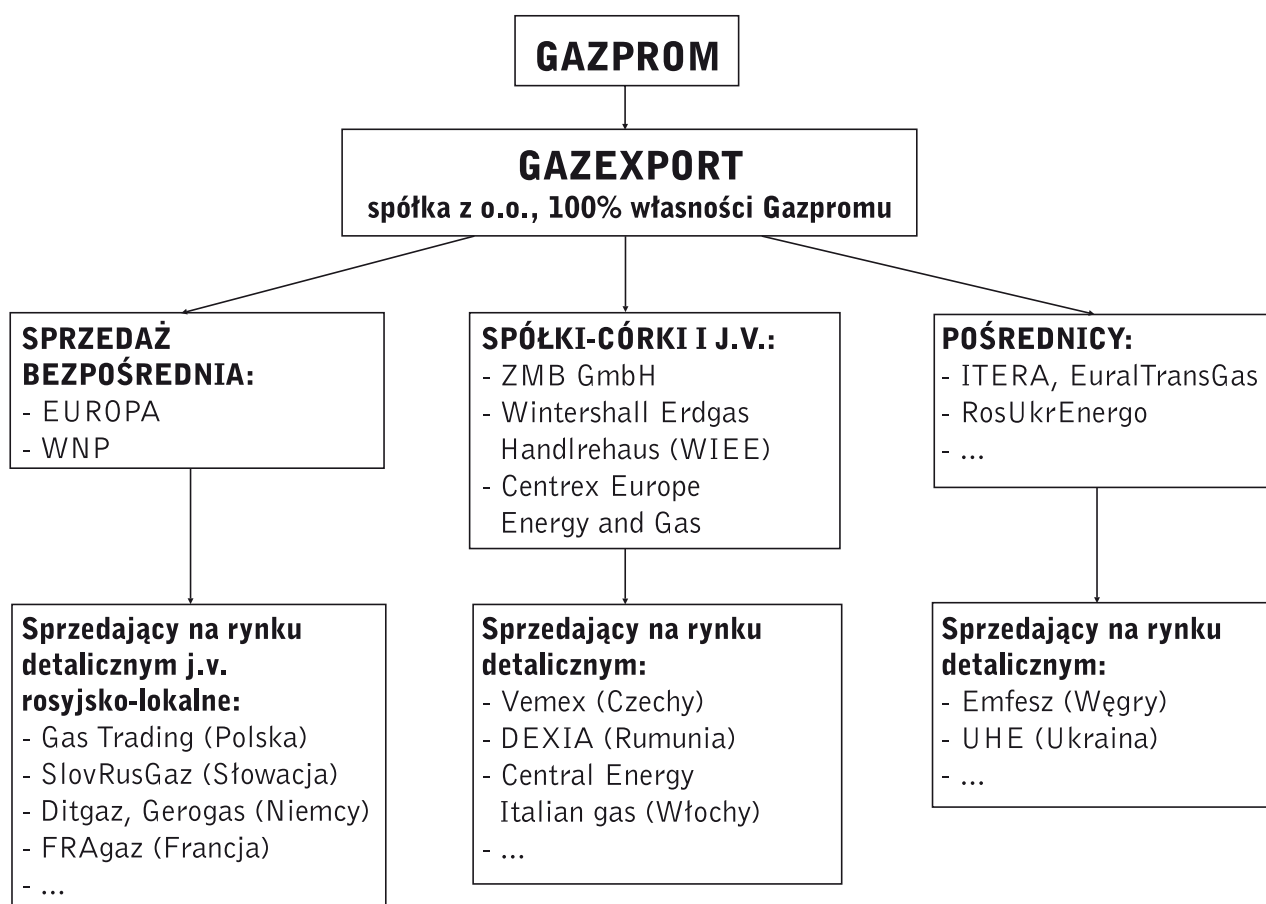 GAZPROM
GAZEXPORT
spółka z o.o., 100% własności Gazpromu
SPRZEDAŻ
BEZPOŚREDNIA:
- EUROPA
- WNP
SPÓŁKI-CÓRKI I J.V.:
- ZMB GmbH
- Wintershall Erdgas
Handlrehaus (WIEE)
- Centrex Europe
Energy and Gas
POŚREDNICY:
- ITERA, EuralTransGas
- RosUkrEnergo
- ...
Sprzedający na rynku
detalicznym j.v.
rosyjsko-lokalne:
- Gas Trading (Polska)
- SlovRusGaz (Słowacja)
- Ditgaz, Gerogas (Niemcy)
- FRAgaz (Francja)
- ...
Sprzedający na rynku
detalicznym:
- Vemex (Czechy)
- DEXIA (Rumunia)
- Central Energy
Italian gas (Włochy)
- ...
Sprzedający na rynku
detalicznym:
- Emfesz (Węgry)
- UHE (Ukraina)
- ...